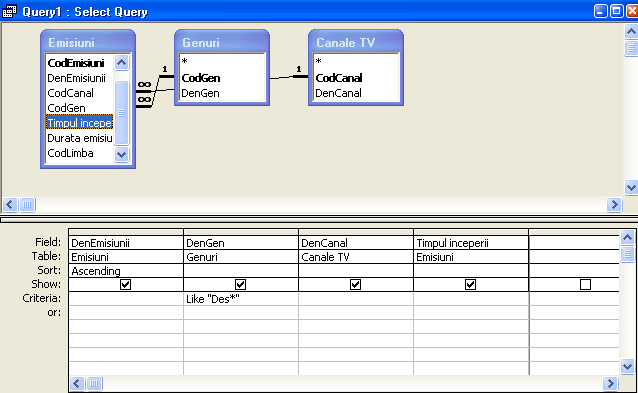 Query1 : Select Query
Emisiuni
CodEmisiuni
DenEmisiunii
CodCanal
CodGen
Timpul incepe
Durata emisiu
CodLimba
Genuri
*
CodGen
DenGen
Canale TV
*
CodCanal
DenCanal
∞ 1 1
∞
Field: DenEmisiunii DenGen DenCanal Timpul inceperii
Table: Emisiuni Genuri Canale TV Emisiuni
Sort: Ascending
Show:
Criteria: Like "Des*"
or: